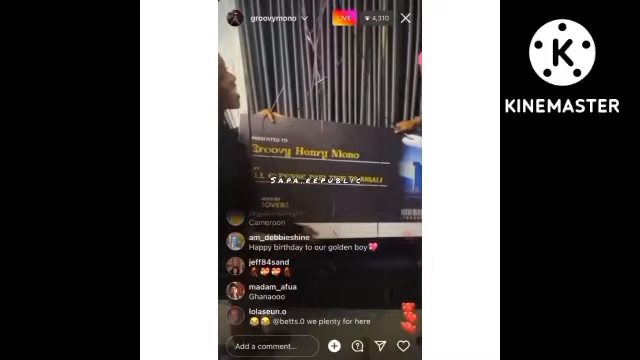 groovymono
LIVE
4,310
PRESENTED TO
Groovy Henry Mono
SAPA.REPUBLIC
Cameroon
am_debbieshine
Happy birthday to our golden boy💖
jeff84sand
madam_afua
Ghanaooo
lolaseun.o
😂😂 @betts.0 we plenty for here
Add a comment...
K
KINEMASTER